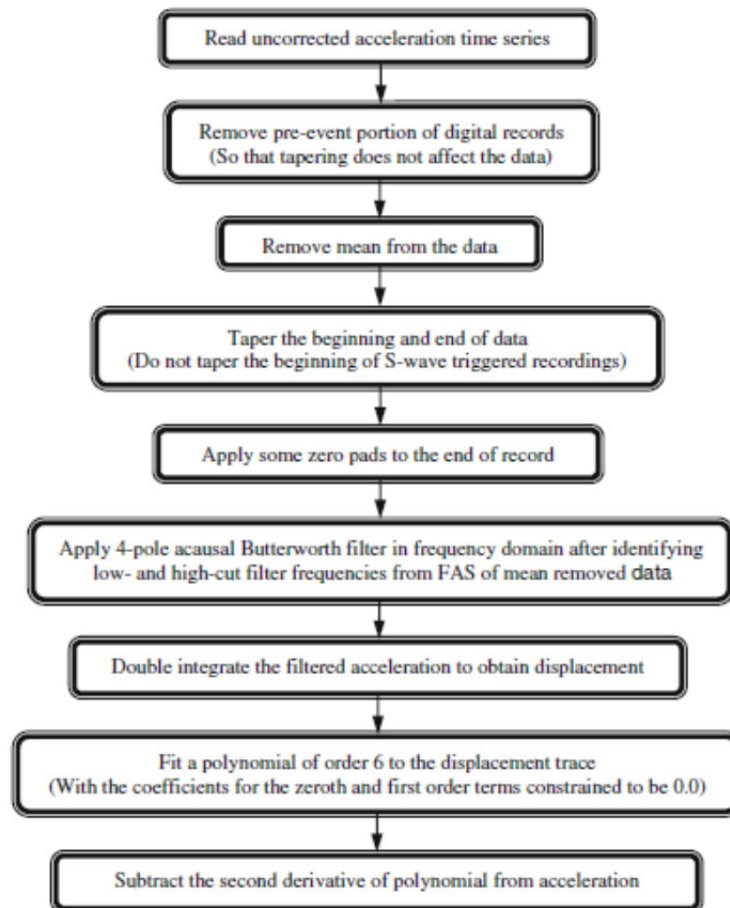 Read uncorrected acceleration time series
Remove pre-event portion of digital records
(So that tapering does not affect the data)
Remove mean from the data
Taper the beginning and end of data
(Do not taper the beginning of S-wave triggered recordings)
Apply some zero pads to the end of record
Apply 4-pole acausal Butterworth filter in frequency domain after identifying
low- and high-cut filter frequencies from FAS of mean removed data
Double integrate the filtered acceleration to obtain displacement
Fit a polynomial of order 6 to the displacement trace
(With the coefficients for the zeroth and first order terms constrained to be 0.0)
Subtract the second derivative of polynomial from acceleration